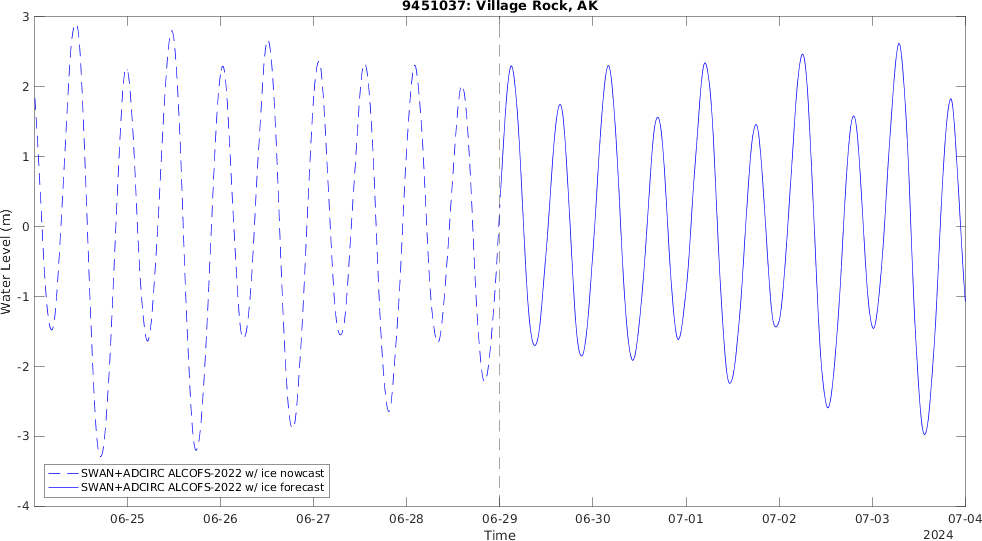 9451037: Village Rock, AK
3
2
1
0
-1
-2
-3
-4
Water Level (m)
SWAN+ADCIRC ALCOFS-2022 w/ ice nowcast
SWAN+ADCIRC ALCOFS-2022 w/ ice forecast
06-25 06-26 06-27 06-28 06-29 06-30 07-01 07-02 07-03 07-04
Time
2024